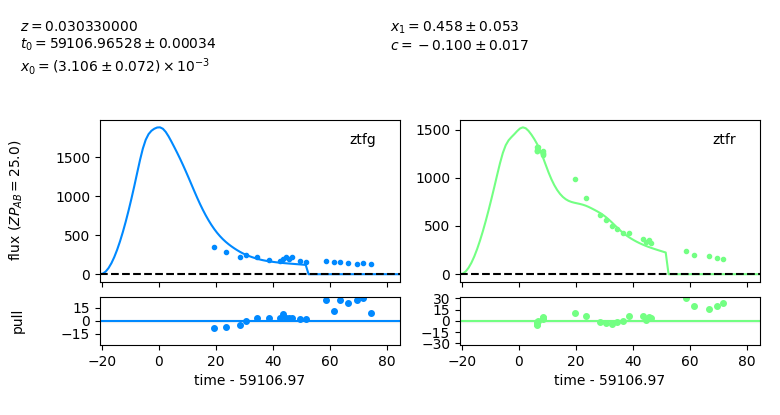 z = 0.030330000
t₀ = 59106.96528 ± 0.00034
x₀ = (3.106 ± 0.072) × 10⁻³
x₁ = 0.458 ± 0.053
c = −0.100 ± 0.017
flux (ZP_AB = 25.0)
1500
1000
500
0
ztfg
1500
1000
500
0
ztfr
pull
15
0
−15
30
15
0
−15
−30
−20 0 20 40 60 80
time - 59106.97
−20 0 20 40 60 80
time - 59106.97